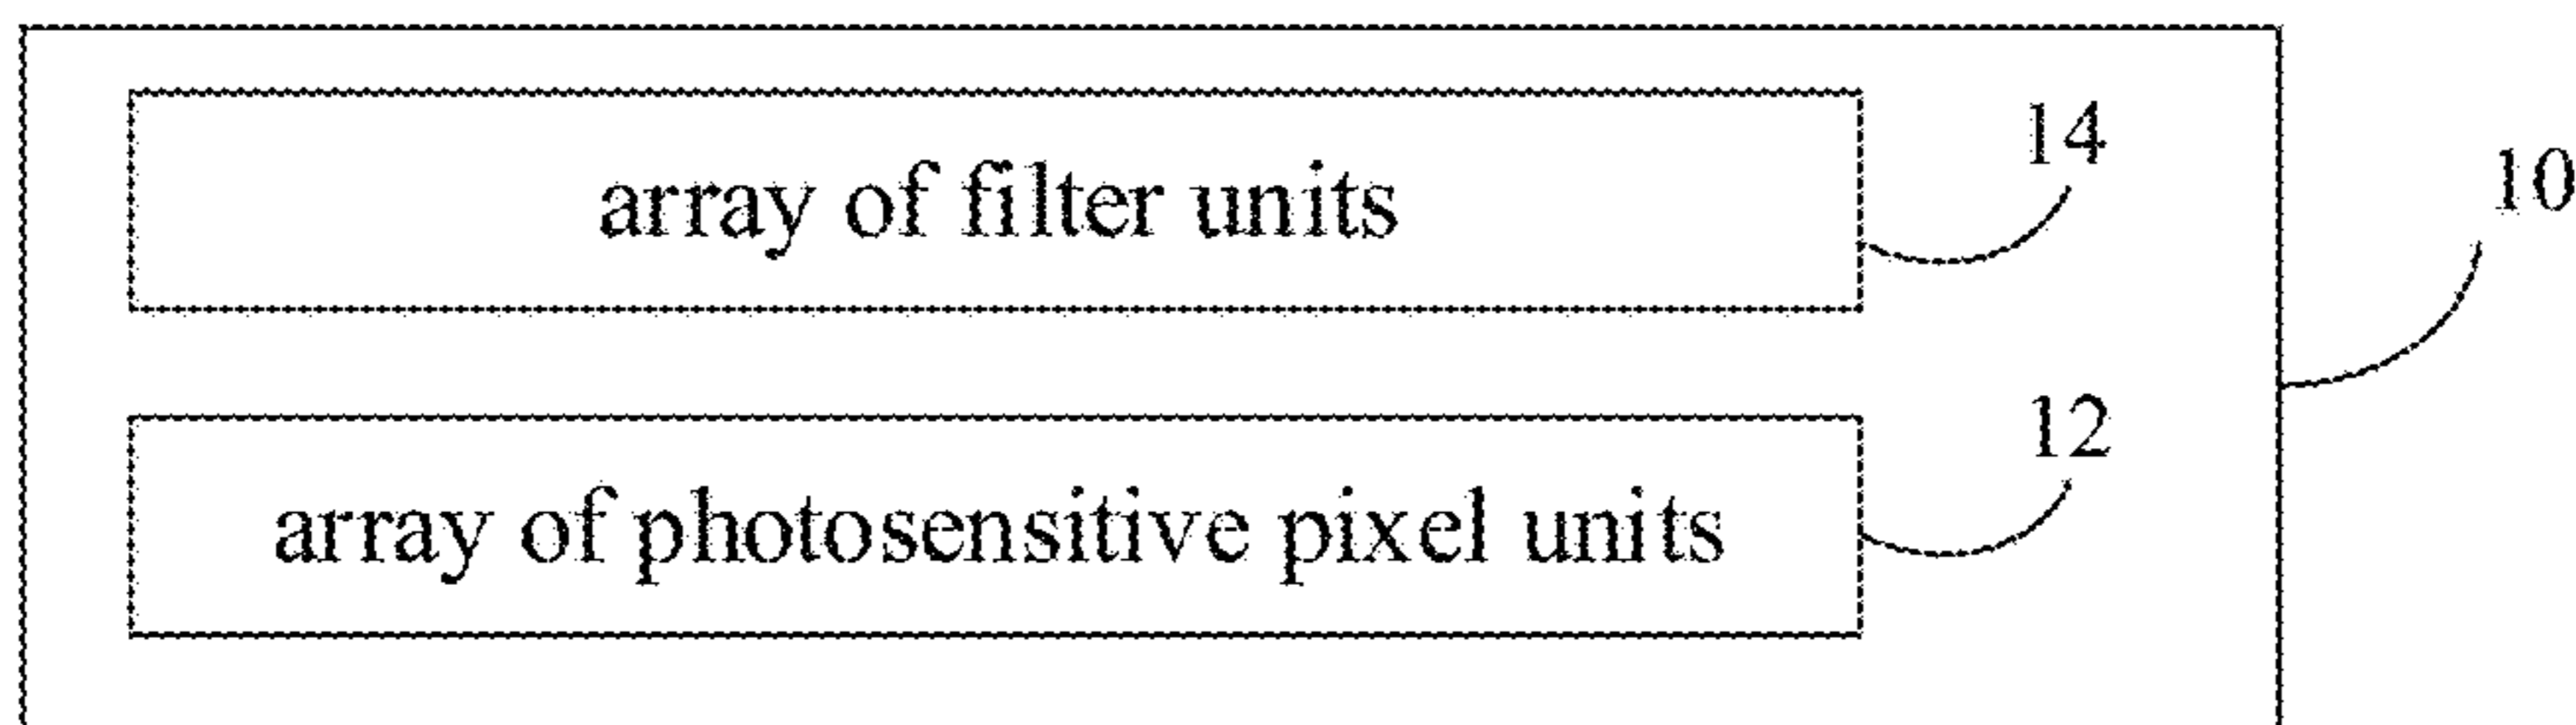 array of filter units
14
10
array of photosensitive pixel units
12